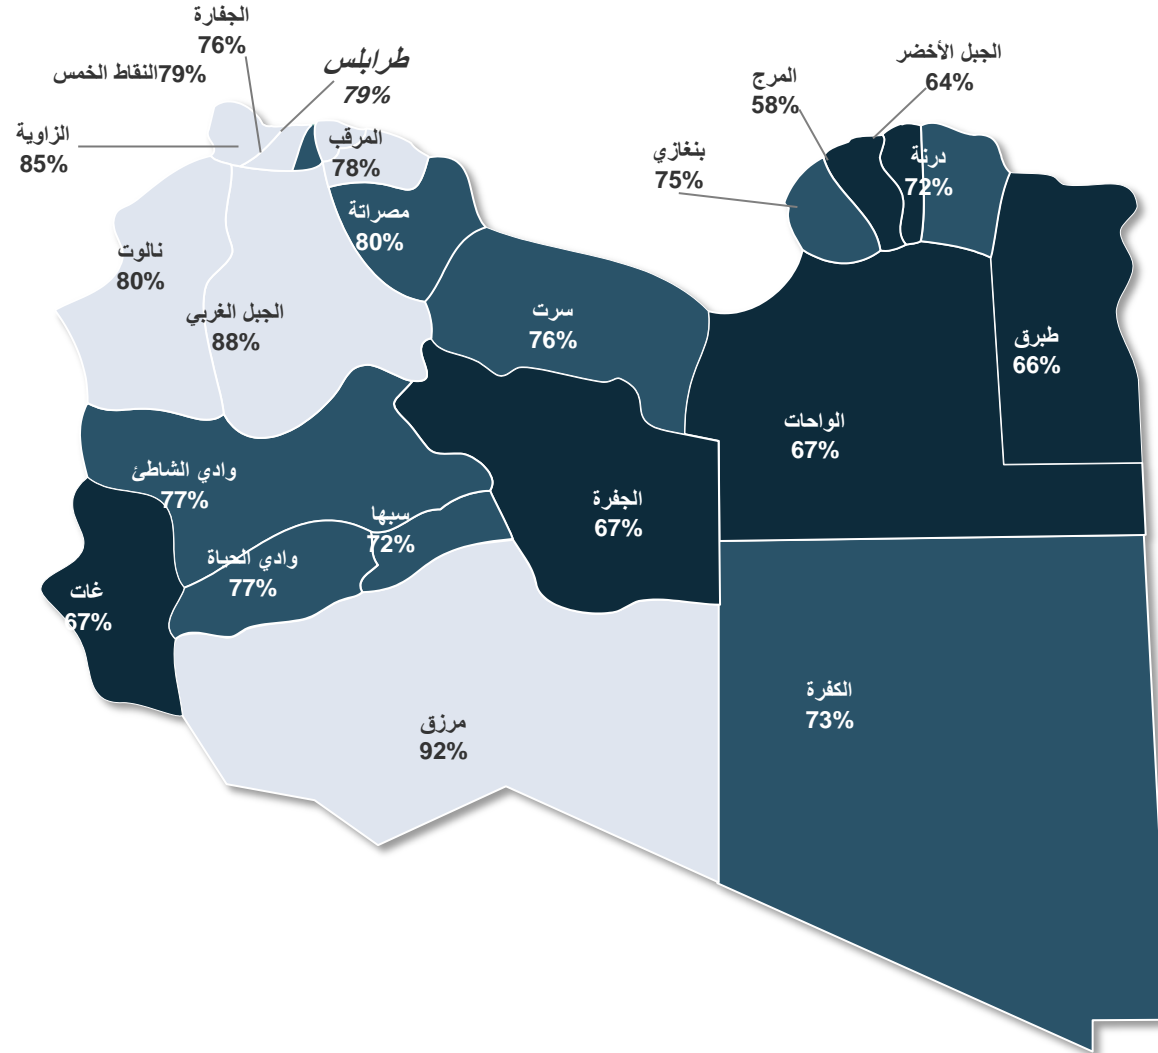 الجفارة
76%
النقاط الخمس79%
طرابلس
79%
الزاوية
85%
المرقب
78%
الجبل الأخضر
64%
المرج
58%
بنغازي
75%
درنة
72%
مصراتة
80%
نالوت
80%
الجبل الغربي
88%
سرت
76%
طبرق
66%
الواحات
67%
وادي الشاطئ
77%
سبها
72%
الجفرة
67%
وادي الحياة
77%
غات
67%
مرزق
92%
الكفرة
73%